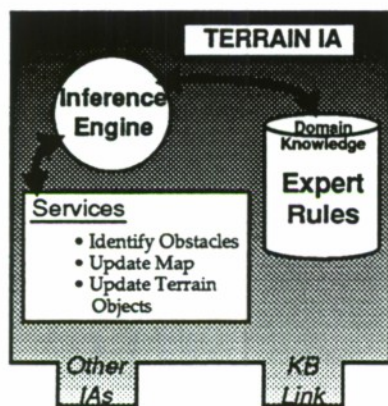 TERRAIN IA
Inference
Engine
Domain
Knowledge
Expert
Rules
Services
• Identify Obstacles
• Update Map
• Update Terrain
Objects
Other
IAs
KB
Link